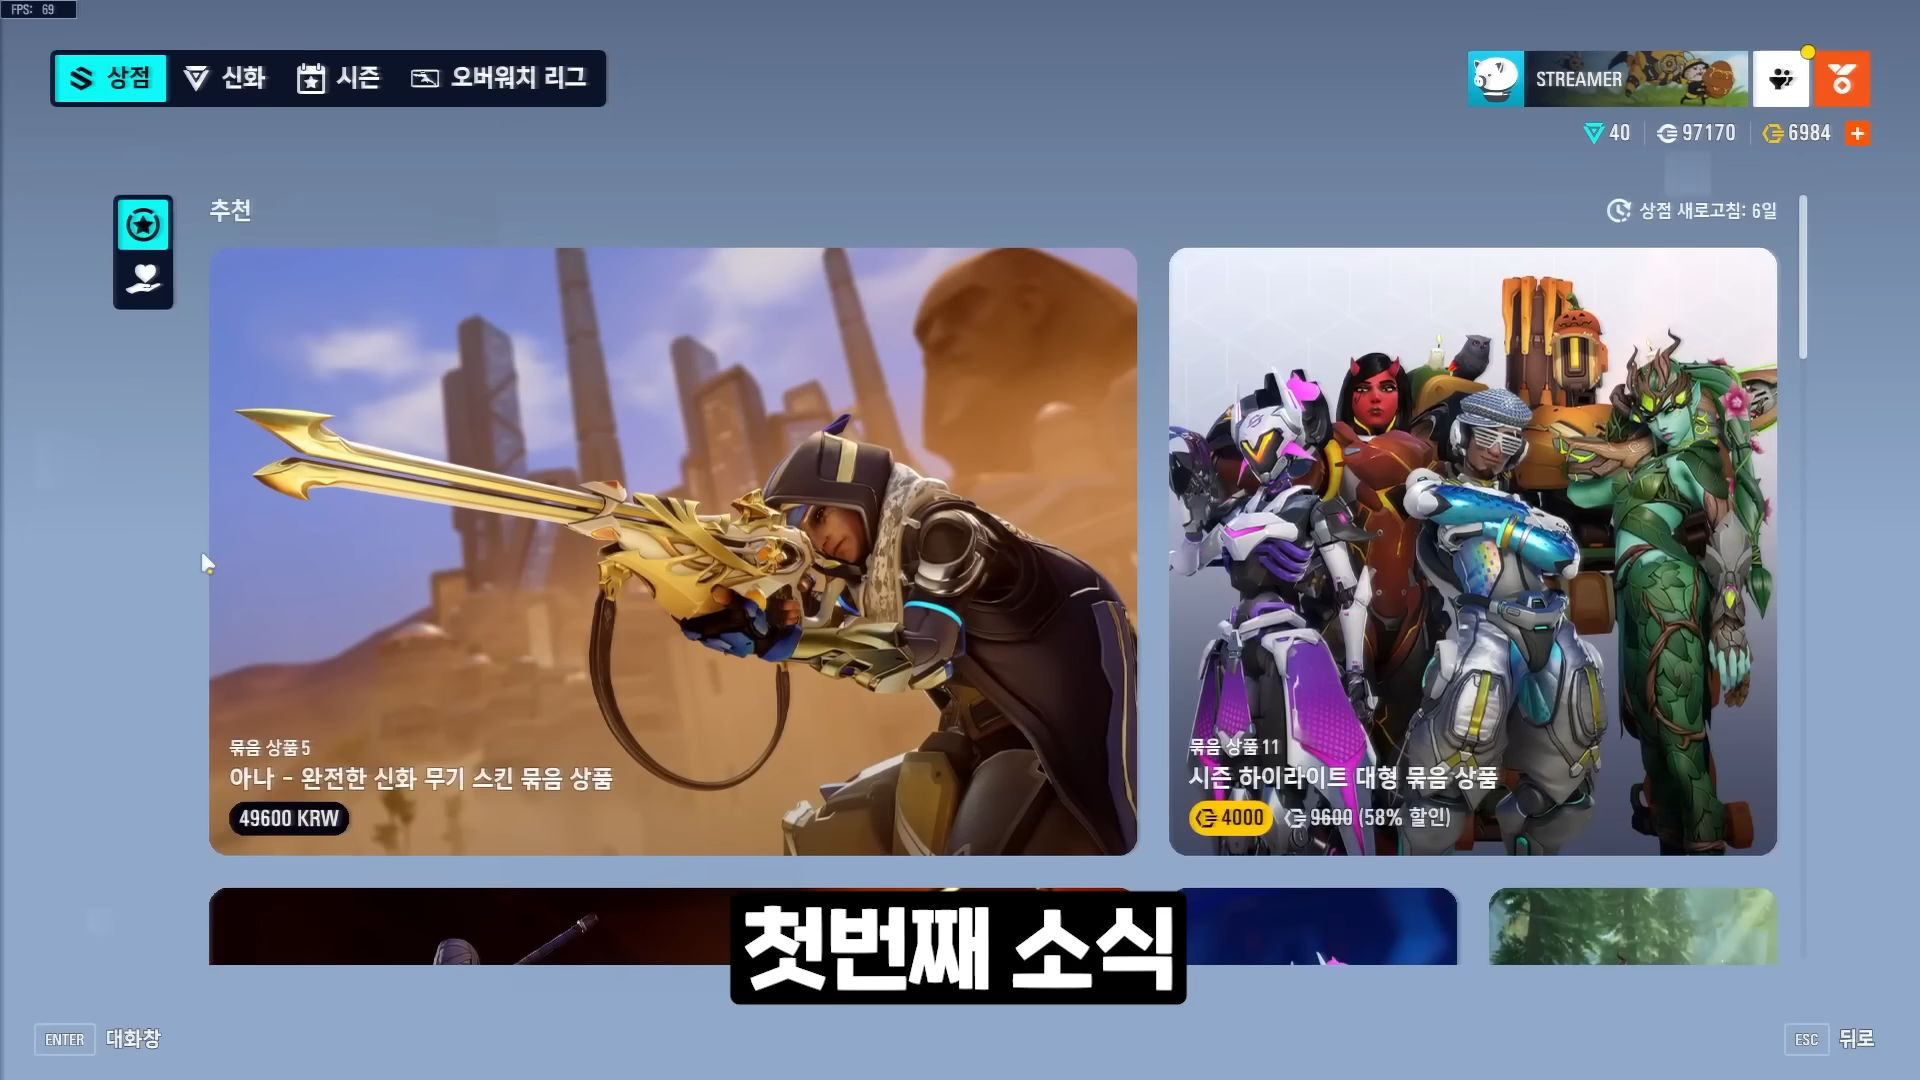 FPS: 69
상점
신화
시즌
오버워치 리그
STREAMER
40
97170
6984
추천
상점 새로고침: 6일
묶음 상품 5
아나 - 완전한 신화 무기 스킨 묶음 상품
49600 KRW
묶음 상품 11
시즌 하이라이트 대형 묶음 상품
4000 9600 (58% 할인)
첫번째 소식
ENTER 대화창
ESC 뒤로